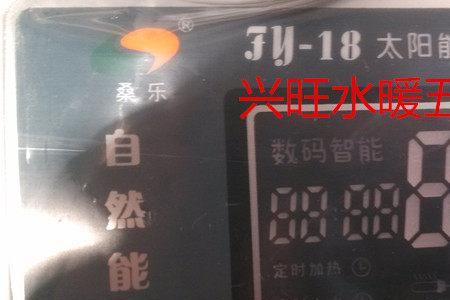 ®
JY-18 太阳能
桑乐
兴旺水暖五
自然能
数码智能
88:88
定时加热